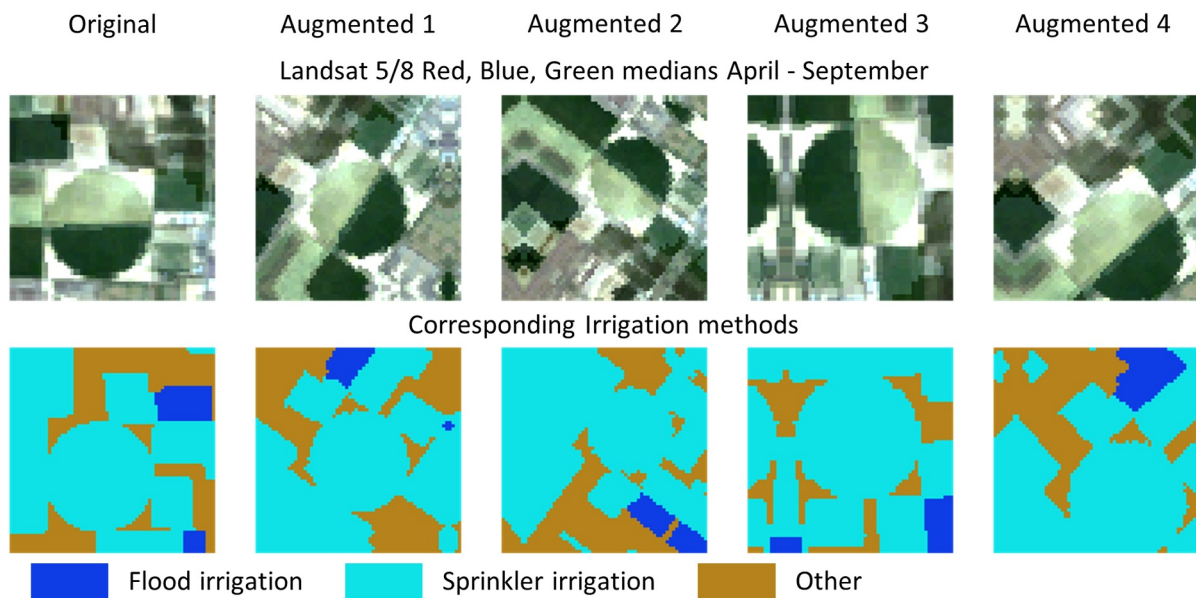 Original Augmented 1 Augmented 2 Augmented 3 Augmented 4
Landsat 5/8 Red, Blue, Green medians April - September
Corresponding Irrigation methods
Flood irrigation Sprinkler irrigation Other